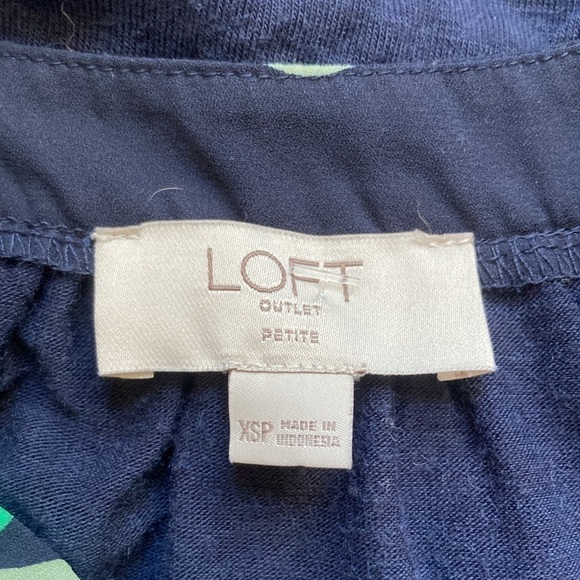 LOFT
OUTLET
PETITE
XSP MADE IN
INDONESIA